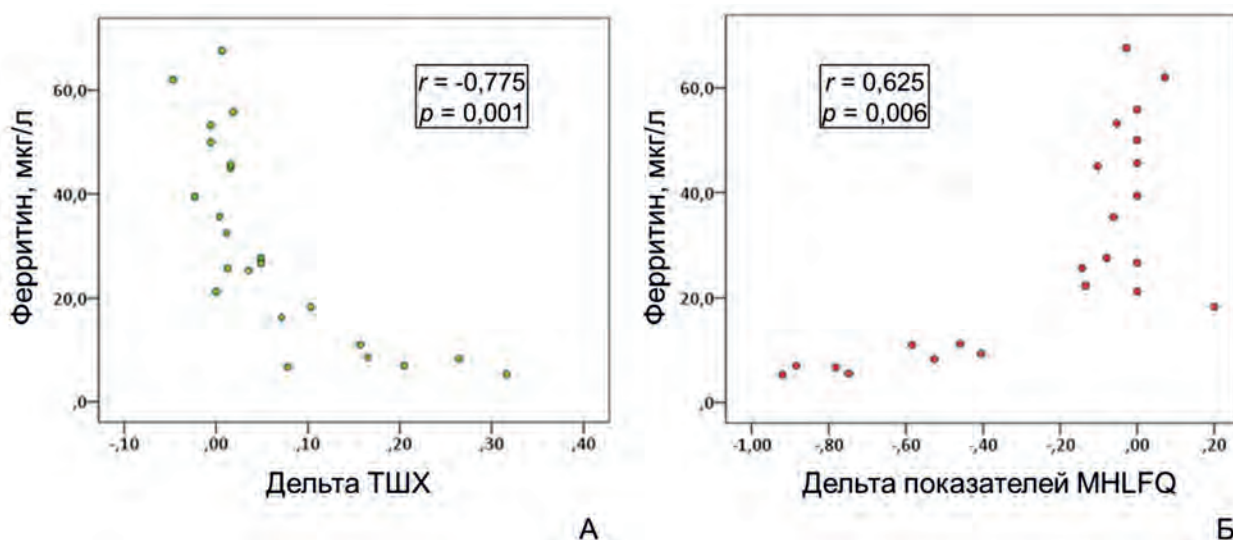 Ферритин, мкг/л
60,0
40,0
20,0
,0
r = -0,775
p = 0,001
-,10
,00
,10
,20
,30
,40
Дельта ТШХ
А
Ферритин, мкг/л
60,0
40,0
20,0
,0
r = 0,625
p = 0,006
-1,00
-,80
-,60
-,40
-,20
,00
,20
Дельта показателей MHLFQ
Б